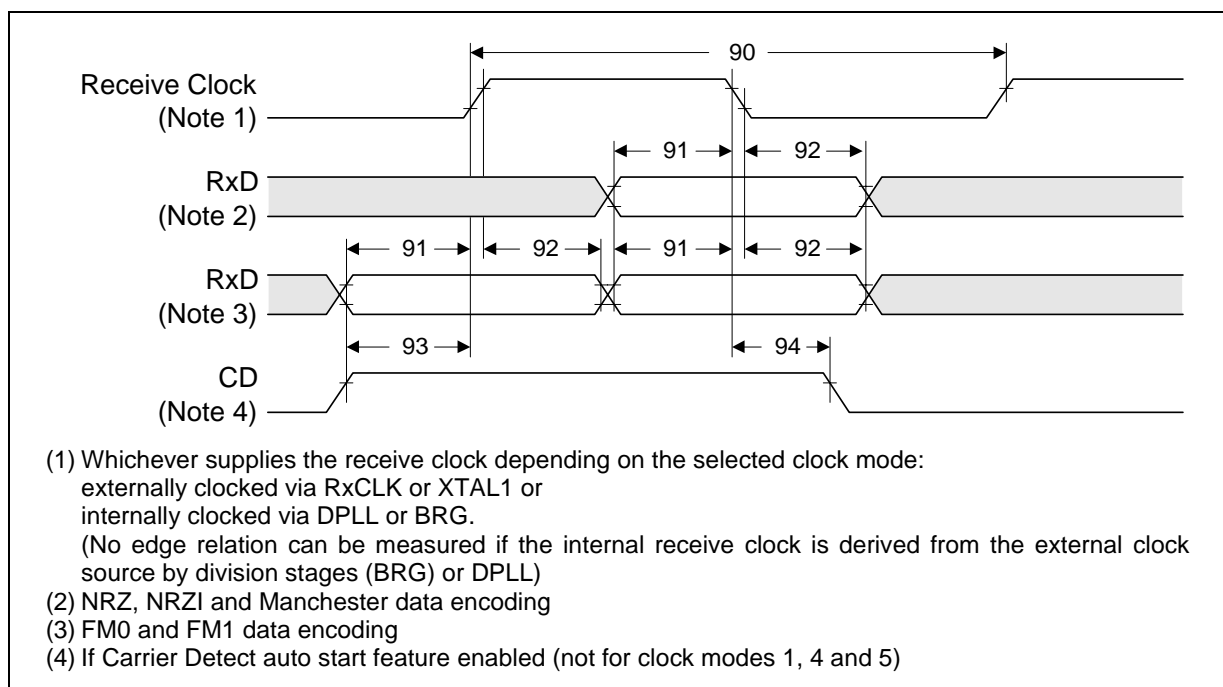 90
Receive Clock
(Note 1)
91
92
RxD
(Note 2)
91
92
91
92
RxD
(Note 3)
93
94
CD
(Note 4)
(1) Whichever supplies the receive clock depending on the selected clock mode:
externally clocked via RxCLK or XTAL1 or
internally clocked via DPLL or BRG.
(No edge relation can be measured if the internal receive clock is derived from the external clock
source by division stages (BRG) or DPLL)
(2) NRZ, NRZI and Manchester data encoding
(3) FM0 and FM1 data encoding
(4) If Carrier Detect auto start feature enabled (not for clock modes 1, 4 and 5)